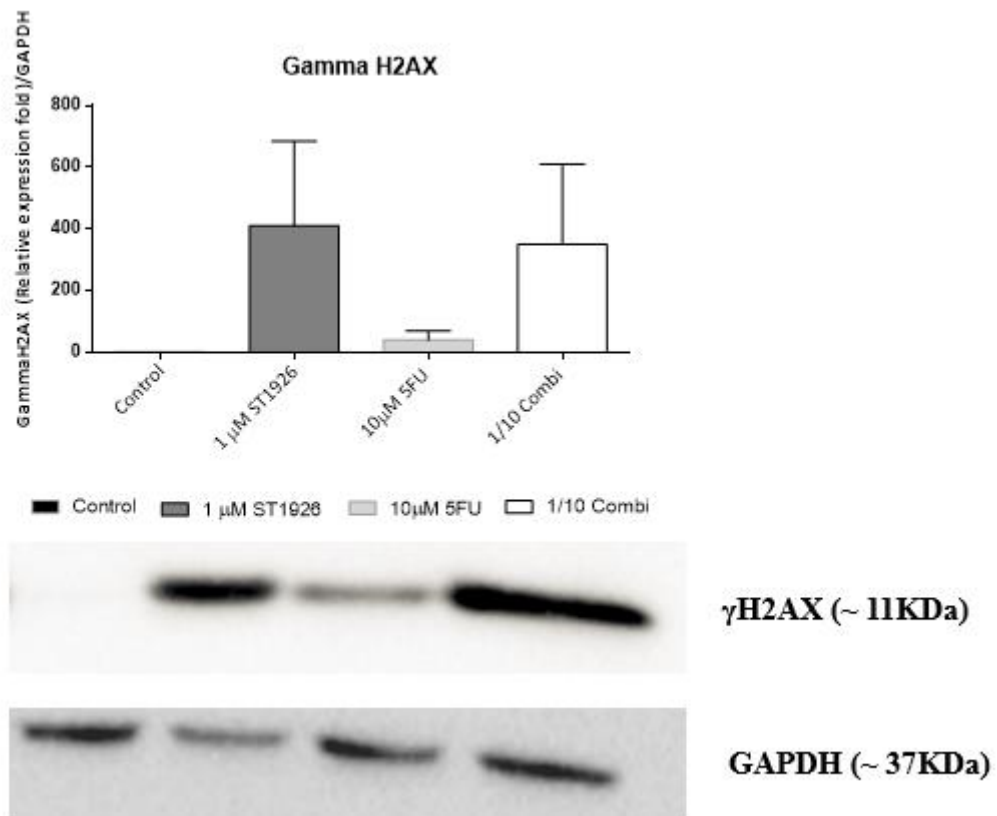 Gamma H2AX
GammaH2AX (Relative expression fold)/GAPDH
800
600
400
200
0
Control
1 μM ST1926
10μM 5FU
1/10 Combi
Control 1 μM ST1926 10μM 5FU 1/10 Combi
γH2AX (~ 11KDa)
GAPDH (~ 37KDa)